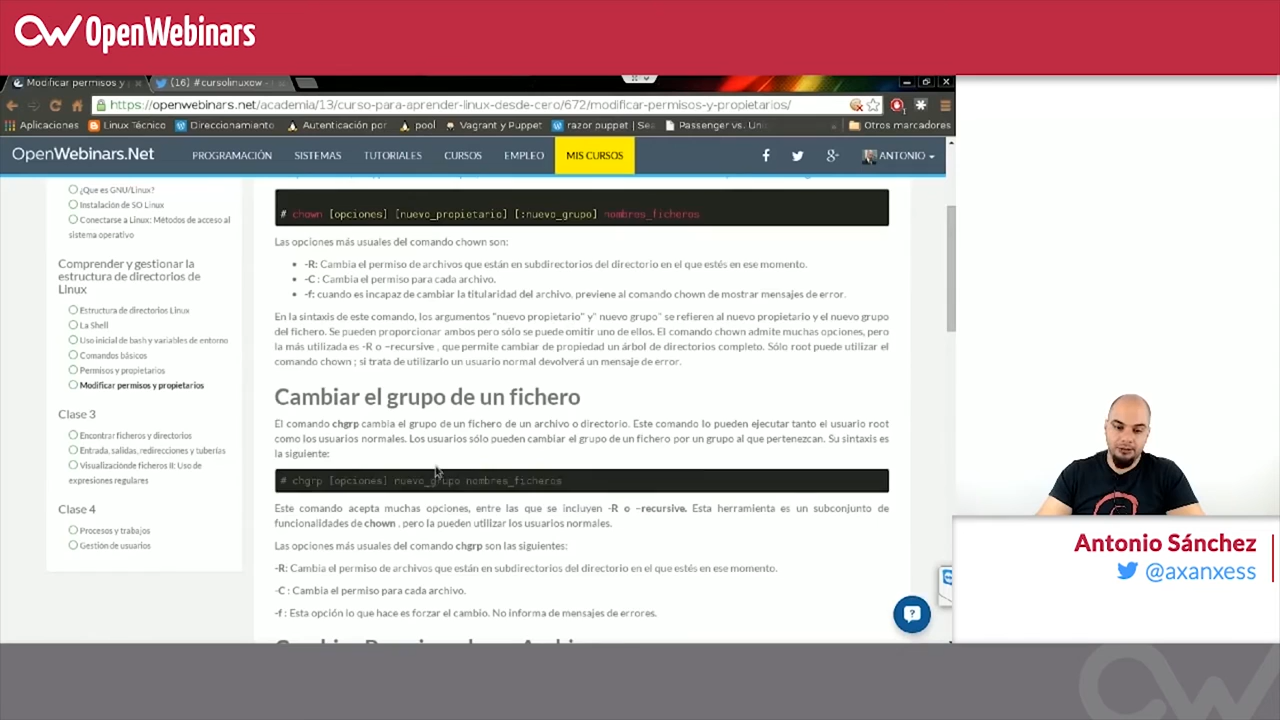 OpenWebinars
Modificar permisos y p
(16) #cursolinuxow -
https://openwebinars.net/academia/13/curso-para-aprender-linux-desde-cero/672/modificar-permisos-y-propietarios/
Aplicaciones Linux Técnico Direccionamiento Autenticación por pool Vagrant y Puppet razor puppet | Sea Passenger vs. Uni Otros marcadores
OpenWebinars.Net PROGRAMACIÓN SISTEMAS TUTORIALES CURSOS EMPLEO MIS CURSOS ANTONIO
¿Que es GNU/Linux?
Instalación de SO Linux
Conectarse a Linux: Métodos de acceso al
sistema operativo
Comprender y gestionar la
estructura de directorios de
Linux
Estructura de directorios Linux
La Shell
Uso inicial de bash y variables de entorno
Comandos básicos
Permisos y propietarios
Modificar permisos y propietarios
Clase 3
Encontrar ficheros y directorios
Entrada, salidas, redirecciones y tuberías
Visualización de ficheros II: Uso de
expresiones regulares
Clase 4
Procesos y trabajos
Gestión de usuarios
# chown [opciones] [nuevo_propietario] [:nuevo_grupo] nombres_ficheros
Las opciones más usuales del comando chown son:
-R: Cambia el permiso de archivos que están en subdirectorios del directorio en el que estés en ese momento.
-C : Cambia el permiso para cada archivo.
-f: cuando es incapaz de cambiar la titularidad del archivo, previene al comando chown de mostrar mensajes de error.
En la sintaxis de este comando, los argumentos "nuevo propietario" y" nuevo grupo" se refieren al nuevo propietario y el nuevo grupo
del fichero. Se pueden proporcionar ambos pero sólo se puede omitir uno de ellos. El comando chown admite muchas opciones, pero
la más utilizada es -R o –recursive , que permite cambiar de propiedad un árbol de directorios completo. Sólo root puede utilizar el
comando chown ; si trata de utilizarlo un usuario normal devolverá un mensaje de error.
Cambiar el grupo de un fichero
El comando chgrp cambia el grupo de un fichero de un archivo o directorio. Este comando lo pueden ejecutar tanto el usuario root
como los usuarios normales. Los usuarios sólo pueden cambiar el grupo de un fichero por un grupo al que pertenezcan. Su sintaxis es
la siguiente:
# chgrp [opciones] nuevo_grupo nombres_ficheros
Este comando acepta muchas opciones, entre las que se incluyen -R o –recursive. Esta herramienta es un subconjunto de
funcionalidades de chown , pero la pueden utilizar los usuarios normales.
Las opciones más usuales del comando chgrp son las siguientes:
-R: Cambia el permiso de archivos que están en subdirectorios del directorio en el que estés en ese momento.
-C : Cambia el permiso para cada archivo.
-f : Esta opción lo que hace es forzar el cambio. No informa de mensajes de errores.
Antonio Sánchez
@axanxess